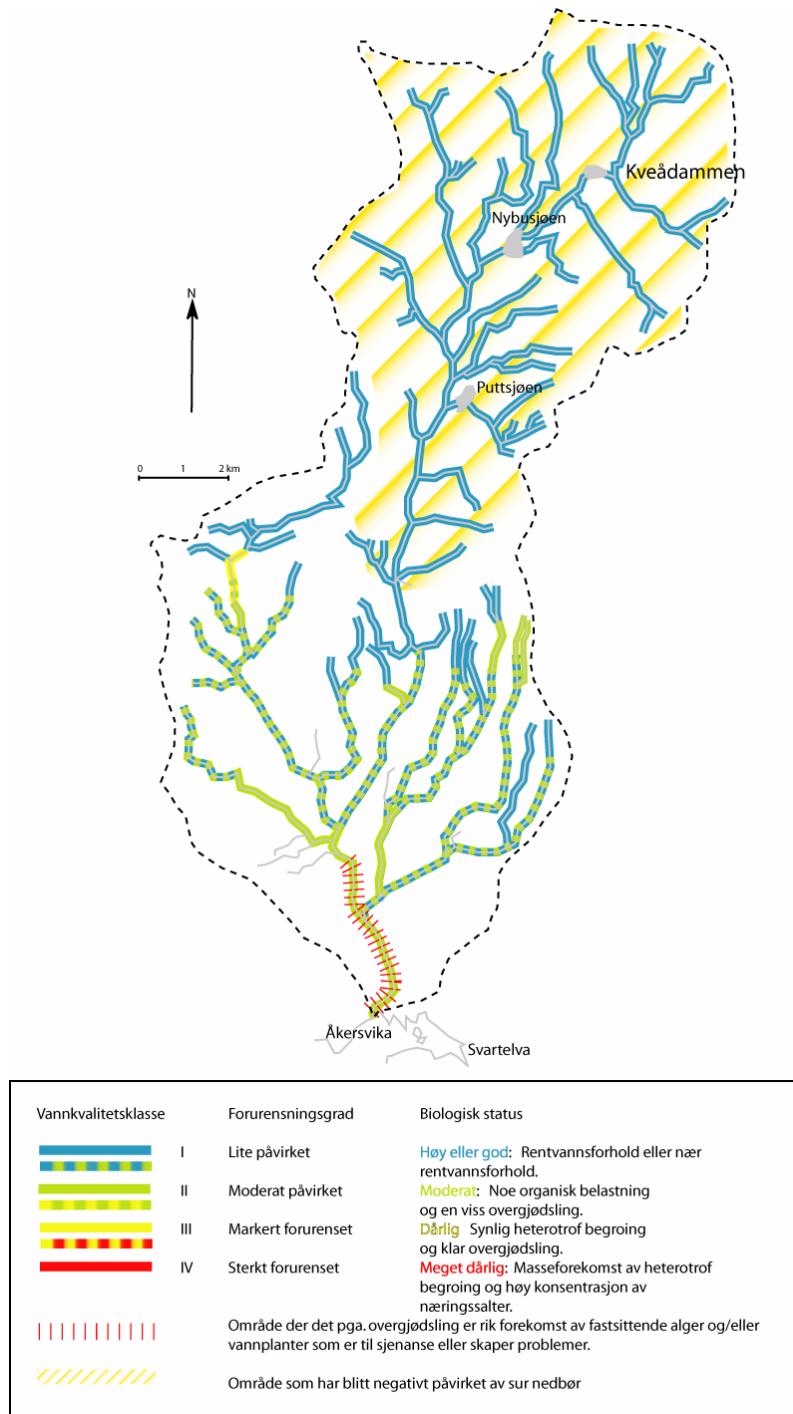 Kveådammen
Nybusjøen
N
Puttsjøen
0 1 2 km
Åkersvika
Svartelva
Vannkvalitetsklasse Forurensningsgrad Biologisk status
I Lite påvirket Høy eller god: Rentvannsforhold eller nær
rentvannsforhold.
II Moderat påvirket Moderat: Noe organisk belastning
og en viss overgjødsling.
III Markert forurenset Dårlig Synlig heterotrof begroing
og klar overgjødsling.
IV Sterkt forurenset Meget dårlig: Masseforekomst av heterotrof
begroing og høy konsentrasjon av
næringssalter.
Område der det pga. overgjødsling er rik forekomst av fastsittende alger og/eller
vannplanter som er til sjenanse eller skaper problemer.
Område som har blitt negativt påvirket av sur nedbør